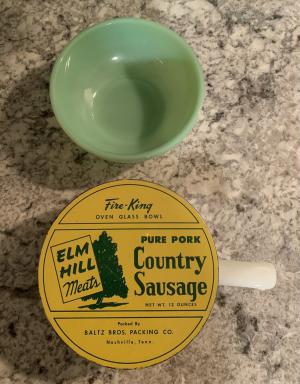 Fire-King
OVEN GLASS BOWL
PURE PORK
ELM
HILL
Meats
Country
Sausage
NET WT. 12 OUNCES
Packed By
BALTZ BROS. PACKING CO.
Nashville, Tenn.